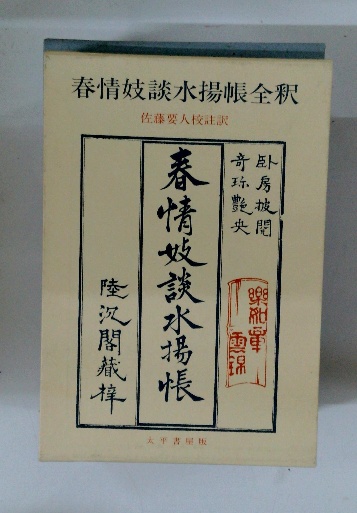 春情妓談水揚帳全釈
佐藤要人校註訳
臥房披閲
奇珎艶央
春情妓談水揚帳
陸沉閣蔵梓
太平書屋版